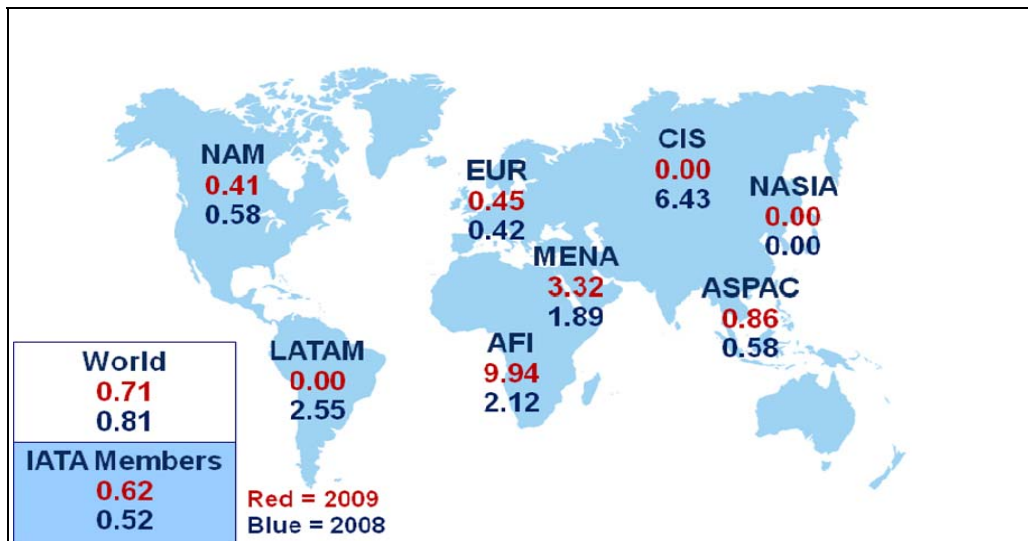 NAM
0.41
0.58
EUR
0.45
0.42
CIS
0.00
6.43
NASIA
0.00
0.00
MENA
3.32
1.89
ASPAC
0.86
0.58
LATAM
0.00
2.55
AFI
9.94
2.12
World
0.71
0.81
IATA Members
0.62
0.52
Red = 2009
Blue = 2008